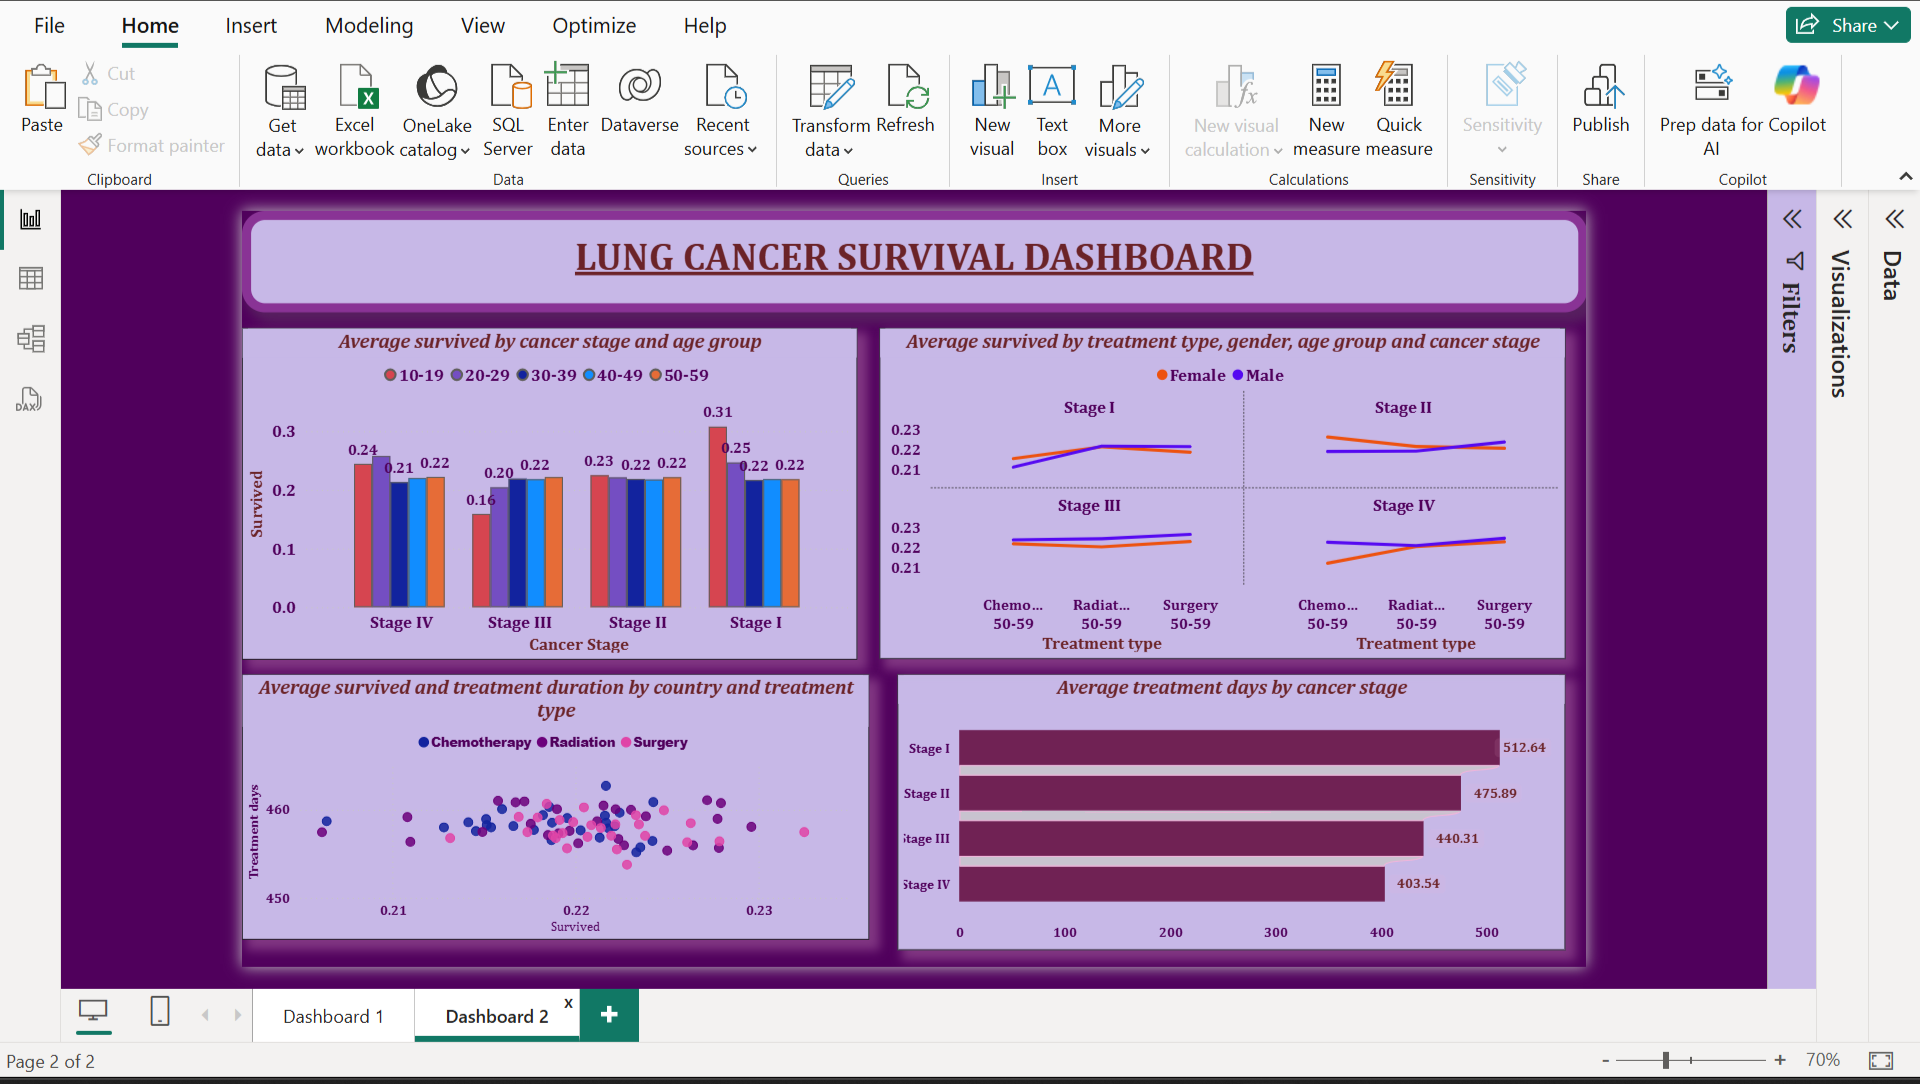 File Home Insert Modeling View Optimize Help Share
Paste Cut
Copy
Format painter
Clipboard
Get data
Excel workbook
OneLake catalog
SQL Server
Enter data
Dataverse
Recent sources
Data
Transform data
Refresh
Queries
New visual
Text box
More visuals
Insert
New visual calculation
New measure
Quick measure
Calculations
Sensitivity
Sensitivity
Publish
Share
Prep data for AI
Copilot
Copilot
LUNG CANCER SURVIVAL DASHBOARD
Average survived by cancer stage and age group
10-19 20-29 30-39 40-49 50-59
Survived
0.3
0.2
0.1
0.0
0.24 0.21 0.22
0.16 0.20 0.22
0.23 0.22 0.22
0.31 0.25 0.22 0.22
Stage IV Stage III Stage II Stage I
Cancer Stage
Average survived by treatment type, gender, age group and cancer stage
Female Male
Stage I Stage II
0.23
0.22
0.21
Stage III Stage IV
0.23
0.22
0.21
Chemo... Radiat... Surgery Chemo... Radiat... Surgery
50-59 50-59 50-59 50-59 50-59 50-59
Treatment type Treatment type
Average survived and treatment duration by country and treatment
type
Chemotherapy Radiation Surgery
Treatment days
460
450
0.21 0.22 0.23
Survived
Average treatment days by cancer stage
Stage I 512.64
Stage II 475.89
Stage III 440.31
Stage IV 403.54
0 100 200 300 400 500
Filters
Visualizations
Data
DAX
Dashboard 1 Dashboard 2 x +
Page 2 of 2
- + 70%